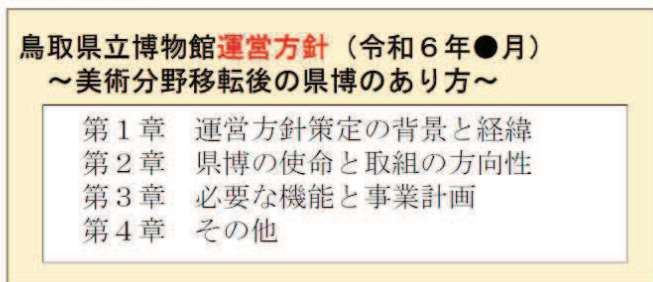 鳥取県立博物館運営方針（令和６年●月）
～美術分野移転後の県博のあり方～
第１章　運営方針策定の背景と経緯
第２章　県博の使命と取組の方向性
第３章　必要な機能と事業計画
第４章　その他